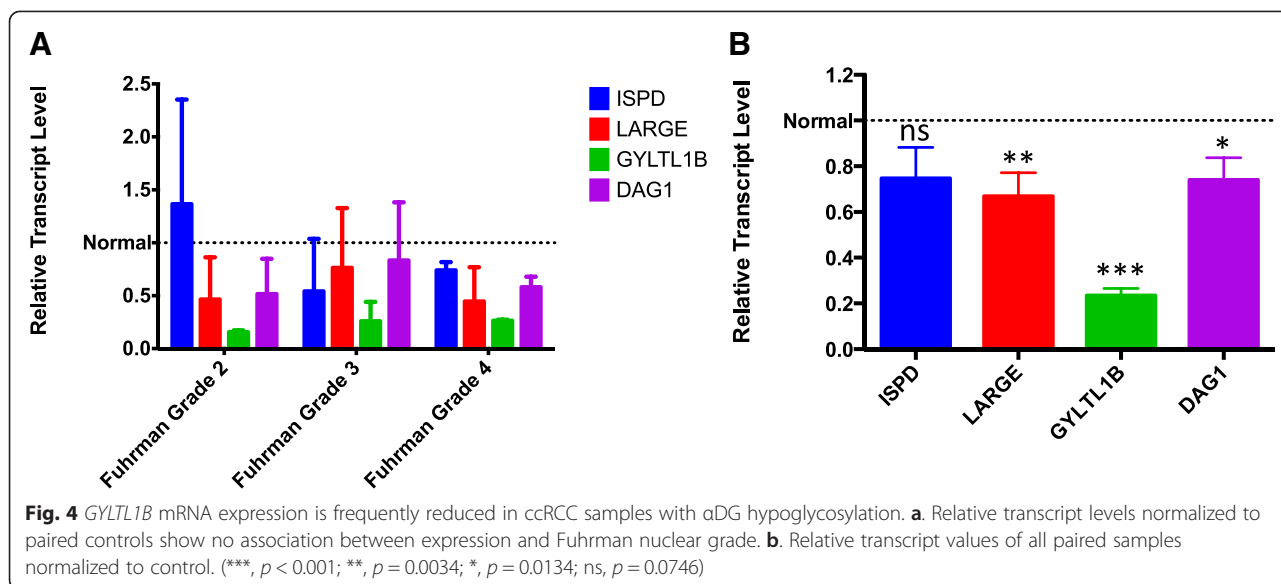 A
Relative Transcript Level
2.5
2.0
1.5
Normal
0.5
0.0
Fuhrman Grade 2
Fuhrman Grade 3
Fuhrman Grade 4
ISPD
LARGE
GYLTL1B
DAG1
B
Relative Transcript Level
1.2
Normal
0.8
0.6
0.4
0.2
0.0
ns
**
***
*
ISPD
LARGE
GYLTL1B
DAG1
Fig. 4 GYLTL1B mRNA expression is frequently reduced in ccRCC samples with αDG hypoglycosylation. a. Relative transcript levels normalized to
paired controls show no association between expression and Fuhrman nuclear grade. b. Relative transcript values of all paired samples
normalized to control. (***, p < 0.001; **, p = 0.0034; *, p = 0.0134; ns, p = 0.0746)